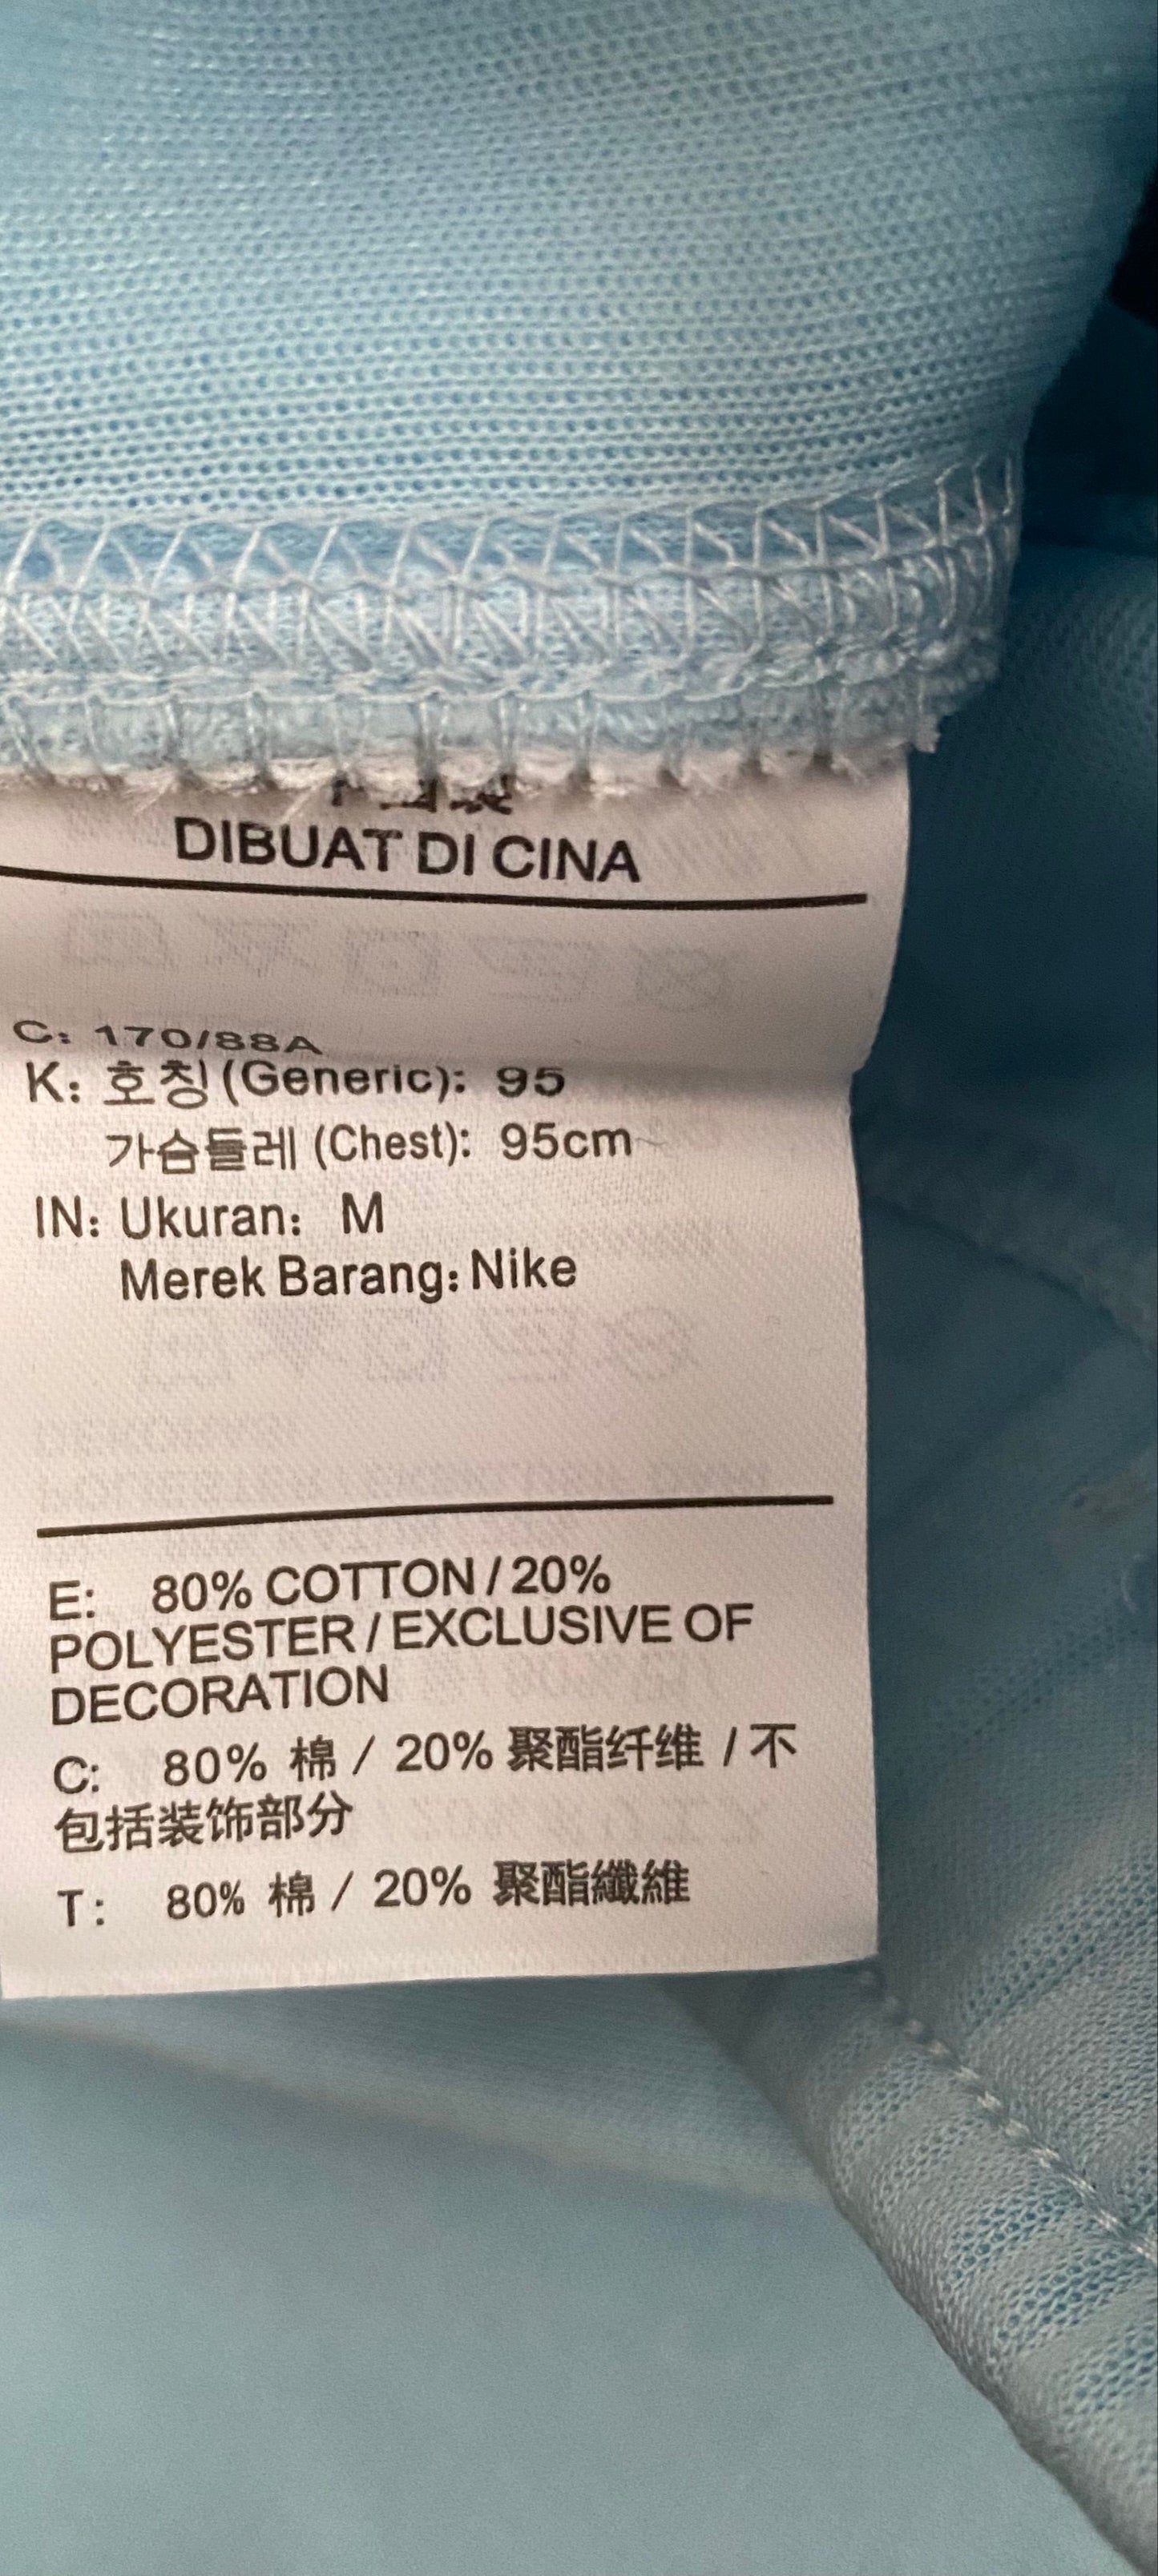 DIBUAT DI CINA
C: 170/88A
K: 호칭 (Generic): 95
가슴둘레 (Chest): 95cm
IN: Ukuran: M
Merek Barang: Nike
E: 80% COTTON / 20%
POLYESTER / EXCLUSIVE OF
DECORATION
C: 80% 棉 / 20% 聚酯纤维 / 不
包括装饰部分
T: 80% 棉 / 20% 聚酯纖維